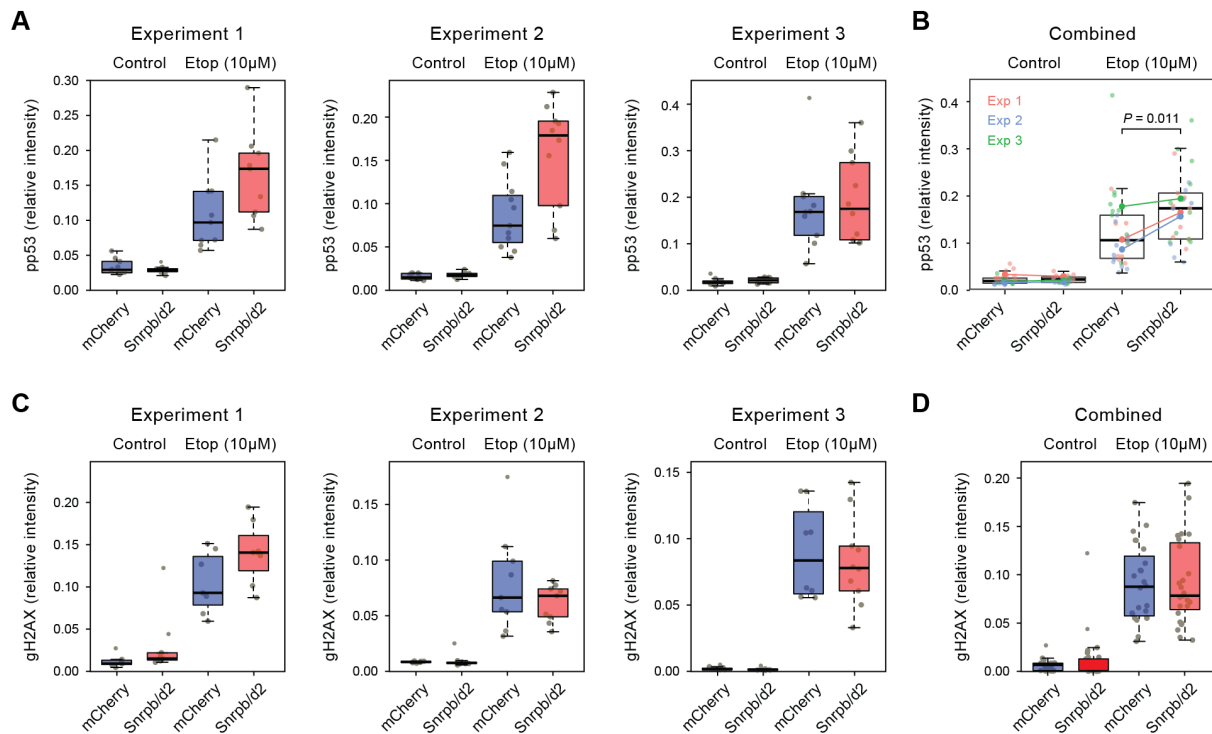 A
Experiment 1
Control Etop (10µM)
pp53 (relative intensity)
0.30
0.25
0.20
0.15
0.10
0.05
0.00
mCherry
Snrpb/d2
mCherry
Snrpb/d2
Experiment 2
Control Etop (10µM)
pp53 (relative intensity)
0.20
0.15
0.10
0.05
0.00
mCherry
Snrpb/d2
mCherry
Snrpb/d2
Experiment 3
Control Etop (10µM)
pp53 (relative intensity)
0.4
0.3
0.2
0.1
0.0
mCherry
Snrpb/d2
mCherry
Snrpb/d2
B
Combined
Control Etop (10µM)
pp53 (relative intensity)
0.4
0.3
0.2
0.1
0.0
Exp 1
Exp 2
Exp 3
P = 0.011
mCherry
Snrpb/d2
mCherry
Snrpb/d2
C
Experiment 1
Control Etop (10µM)
gH2AX (relative intensity)
0.20
0.15
0.10
0.05
0.00
mCherry
Snrpb/d2
mCherry
Snrpb/d2
Experiment 2
Control Etop (10µM)
gH2AX (relative intensity)
0.15
0.10
0.05
0.00
mCherry
Snrpb/d2
mCherry
Snrpb/d2
Experiment 3
Control Etop (10µM)
gH2AX (relative intensity)
0.15
0.10
0.05
0.00
mCherry
Snrpb/d2
mCherry
Snrpb/d2
D
Combined
Control Etop (10µM)
gH2AX (relative intensity)
0.20
0.15
0.10
0.05
0.00
mCherry
Snrpb/d2
mCherry
Snrpb/d2